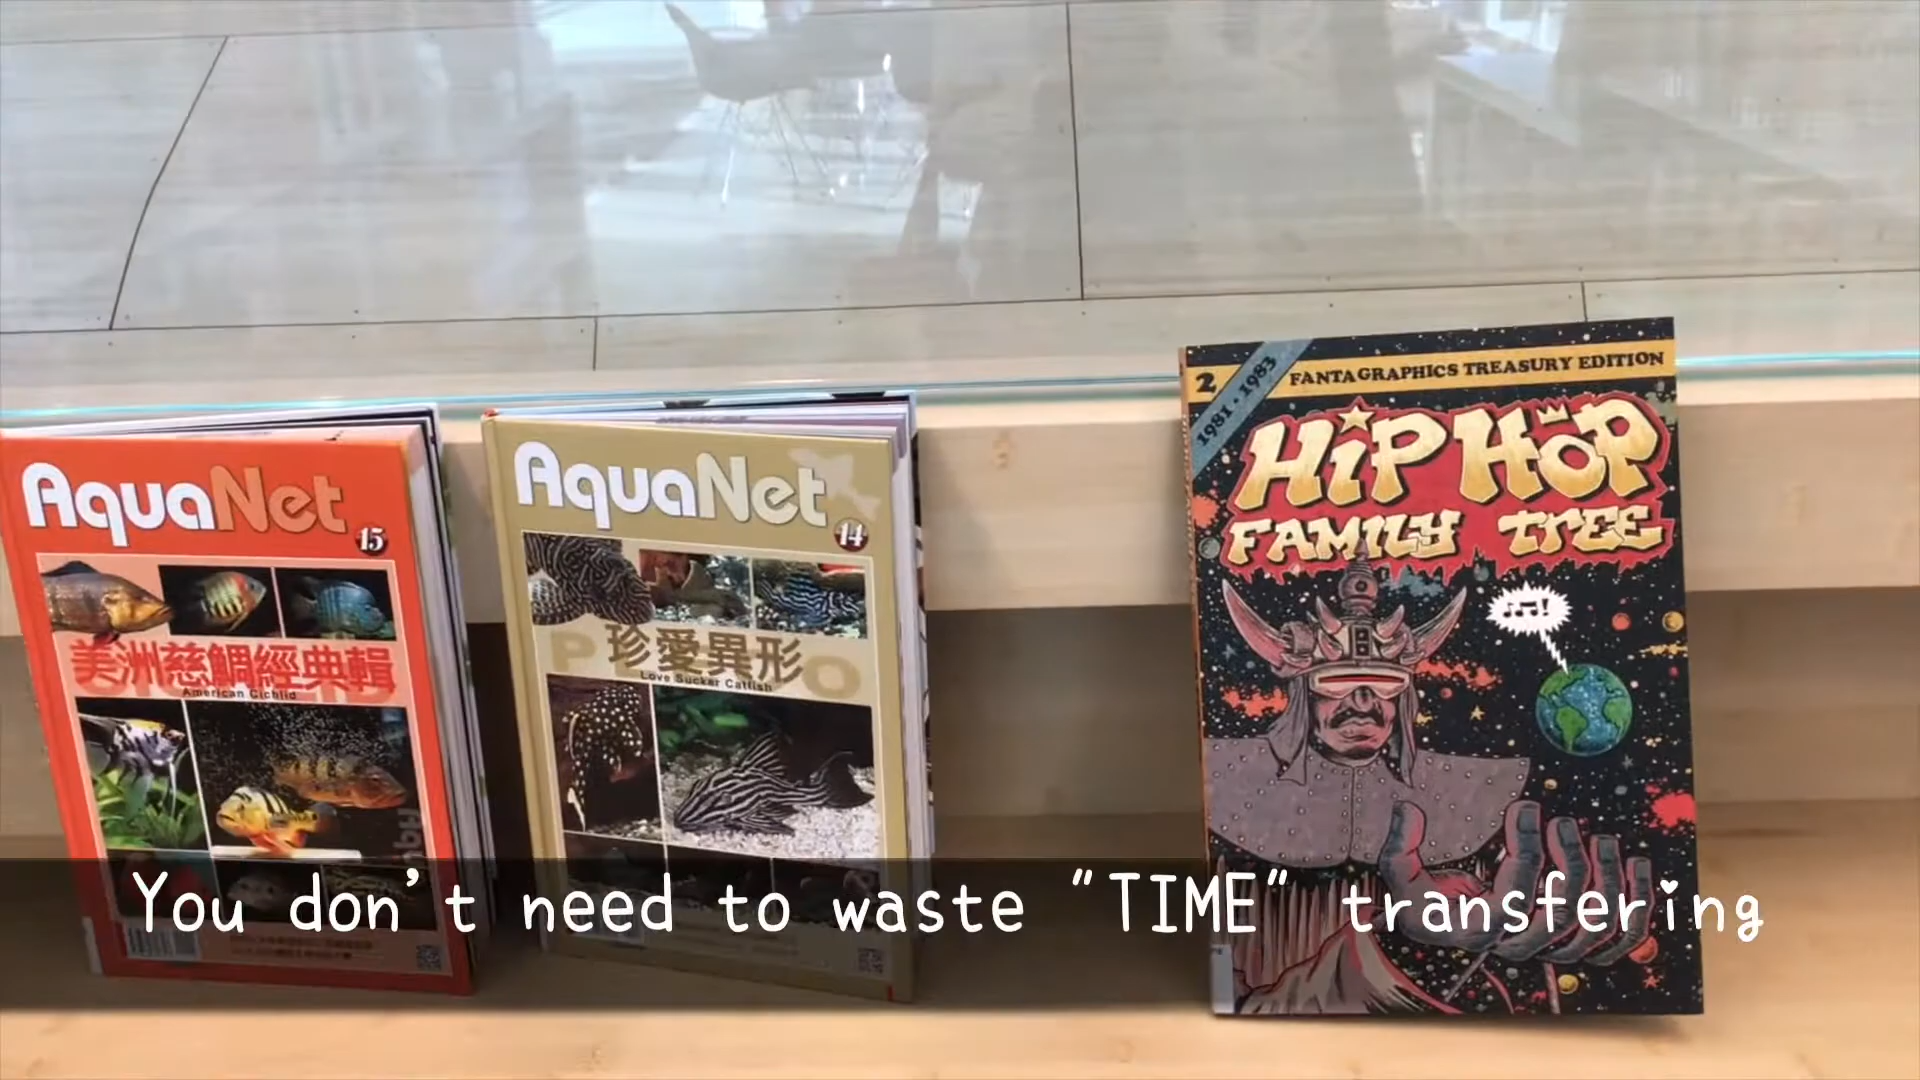 AquaNet
15
美洲慈鯛經典輯
American Cichlid
AquaNet
14
珍愛異形
Love Sucker Catfish
2
1981 · 1983
FANTAGRAPHICS TREASURY EDITION
HiP HOP
FAMILY TREE
You don't need to waste "TIME" transfering